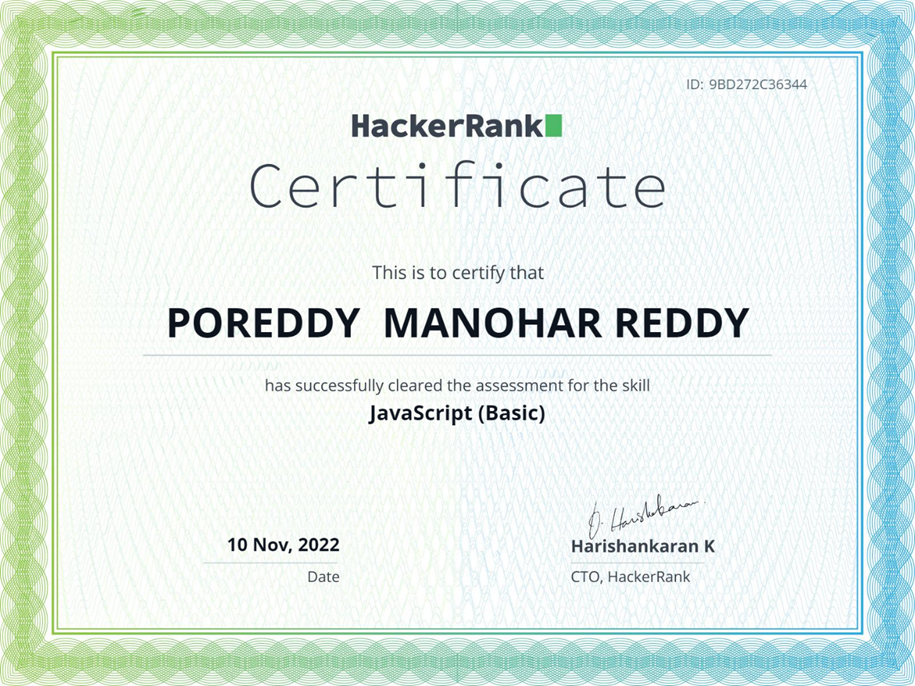 ID: 9BD272C36344
HackerRank
Certificate
This is to certify that
POREDDY MANOHAR REDDY
has successfully cleared the assessment for the skill
JavaScript (Basic)
10 Nov, 2022
Date
Harishankaran K
CTO, HackerRank